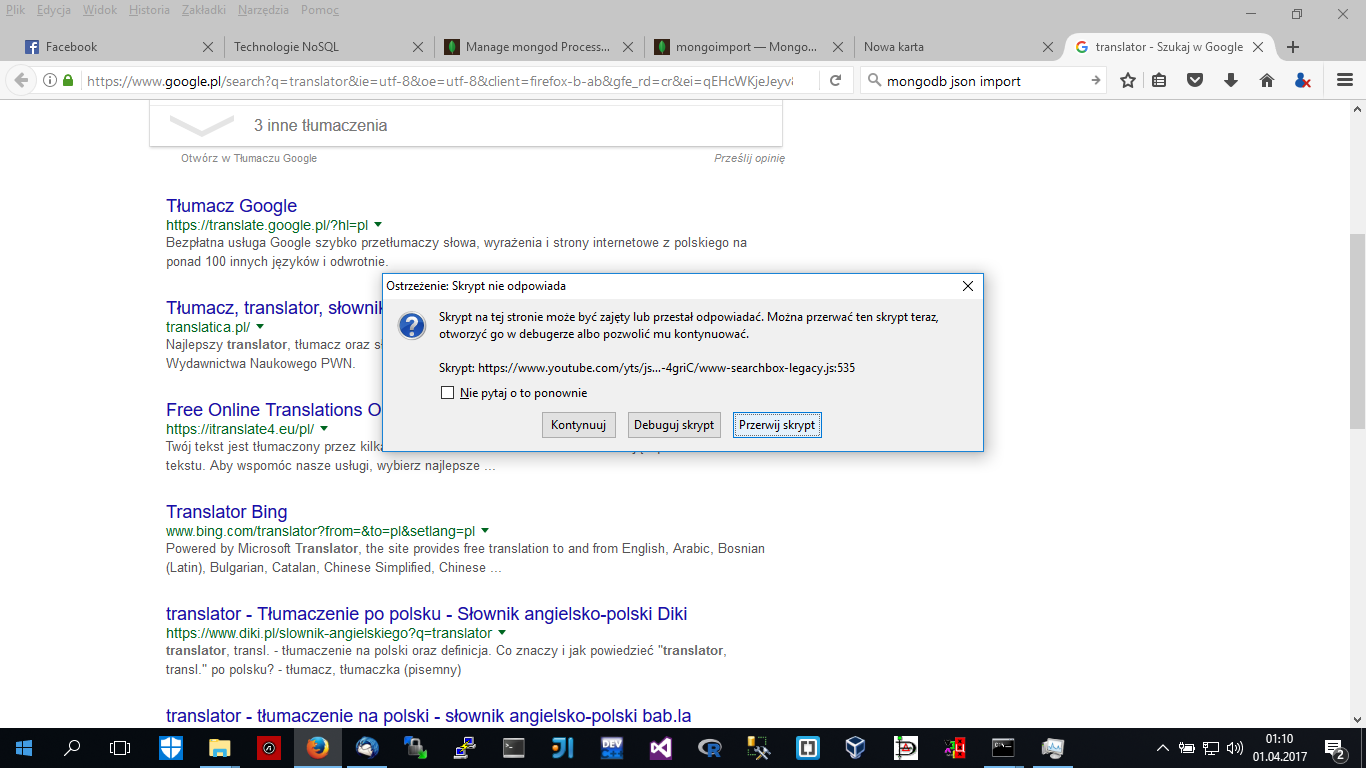 Plik Edycja Widok Historia Zakładki Narzędzia Pomoc
Facebook
Technologie NoSQL
Manage mongod Process...
mongoimport — Mongo...
Nowa karta
translator - Szukaj w Google
https://www.google.pl/search?q=translator&ie=utf-8&oe=utf-8&client=firefox-b-ab&gfe_rd=cr&ei=qEHcWKjeJeyv
mongodb json import
3 inne tłumaczenia
Otwórz w Tłumaczu Google
Prześlij opinię
Tłumacz Google
https://translate.google.pl/?hl=pl
Bezpłatna usługa Google szybko przetłumaczy słowa, wyrażenia i strony internetowe z polskiego na
ponad 100 innych języków i odwrotnie.
Tłumacz, translator, słownik
translatica.pl/
Najlepszy translator, tłumacz oraz s
Wydawnictwa Naukowego PWN.
Free Online Translations O
https://itranslate4.eu/pl/
Twój tekst jest tłumaczony przez kilka
tekstu. Aby wspomóc nasze usługi, wybierz najlepsze ...
Ostrzeżenie: Skrypt nie odpowiada
Skrypt na tej stronie może być zajęty lub przestał odpowiadać. Można przerwać ten skrypt teraz,
otworzyć go w debugerze albo pozwolić mu kontynuować.
Skrypt: https://www.youtube.com/yts/js...-4griC/www-searchbox-legacy.js:535
Nie pytaj o to ponownie
Kontynuuj
Debuguj skrypt
Przerwij skrypt
Translator Bing
www.bing.com/translator?from=&to=pl&setlang=pl
Powered by Microsoft Translator, the site provides free translation to and from English, Arabic, Bosnian
(Latin), Bulgarian, Catalan, Chinese Simplified, Chinese ...
translator - Tłumaczenie po polsku - Słownik angielsko-polski Diki
https://www.diki.pl/slownik-angielskiego?q=translator
translator, transl. - tłumaczenie na polski oraz definicja. Co znaczy i jak powiedzieć "translator,
transl." po polsku? - tłumacz, tłumaczka (pisemny)
translator - tłumaczenie na polski - słownik angielsko-polski bab.la
DEV
R
01:10
01.04.2017
2